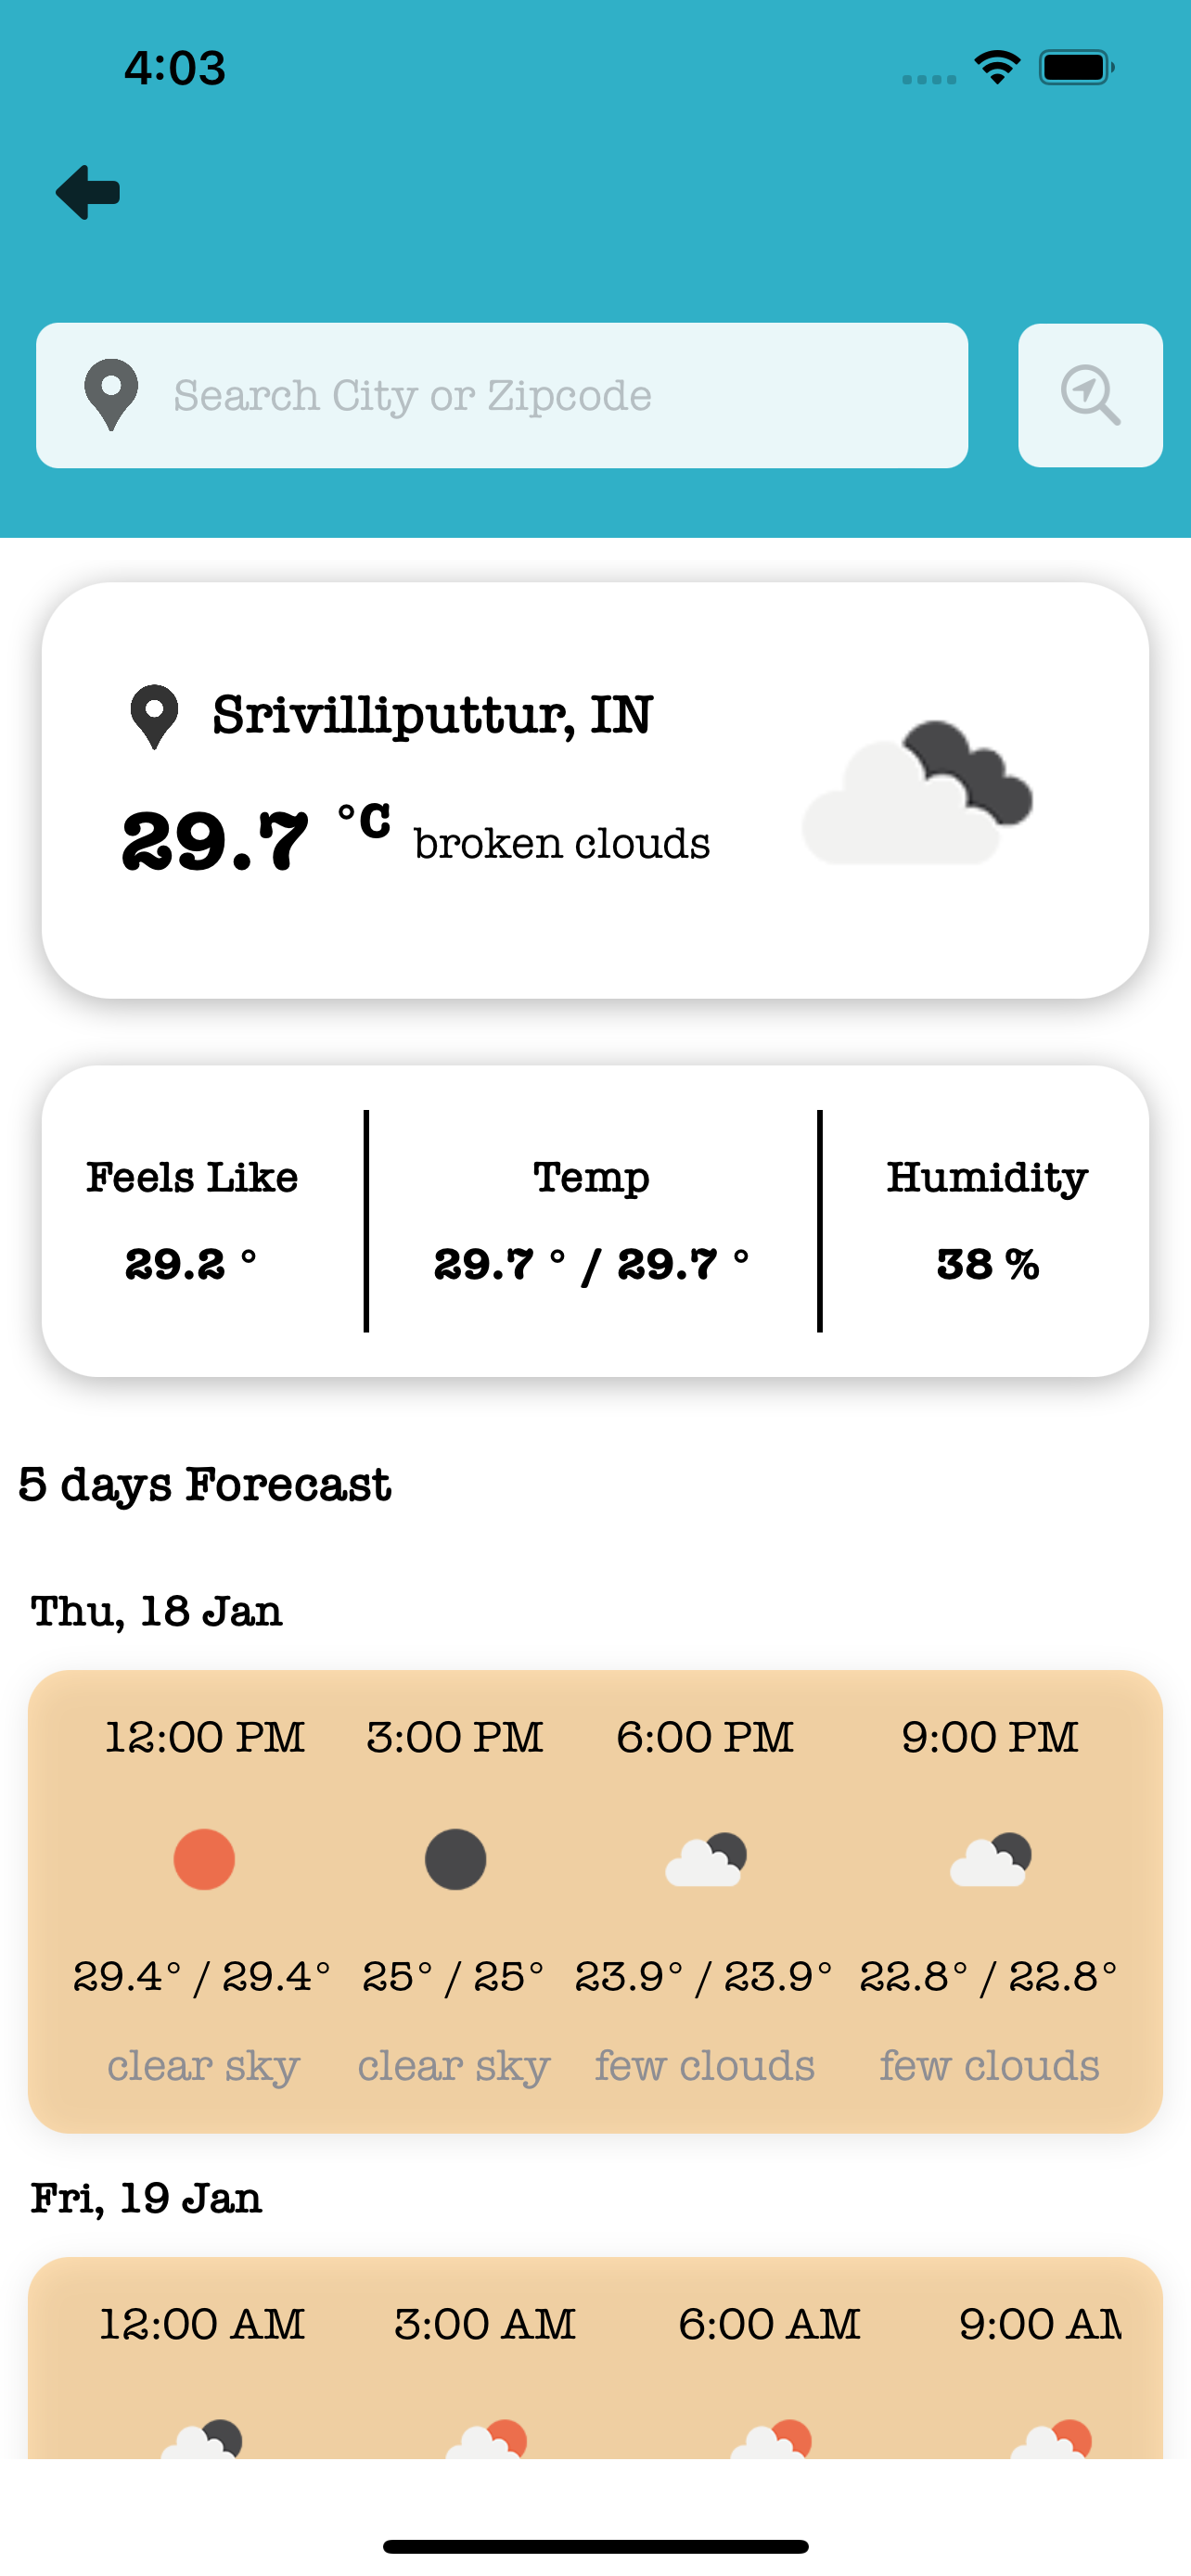 4:03
Search City or Zipcode
Srivilliputtur, IN
29.7 °C broken clouds
Feels Like Temp Humidity
29.2 ° 29.7 ° / 29.7 ° 38 %
5 days Forecast
Thu, 18 Jan
12:00 PM 3:00 PM 6:00 PM 9:00 PM
29.4° / 29.4° 25° / 25° 23.9° / 23.9° 22.8° / 22.8°
clear sky clear sky few clouds few clouds
Fri, 19 Jan
12:00 AM 3:00 AM 6:00 AM 9:00 AM